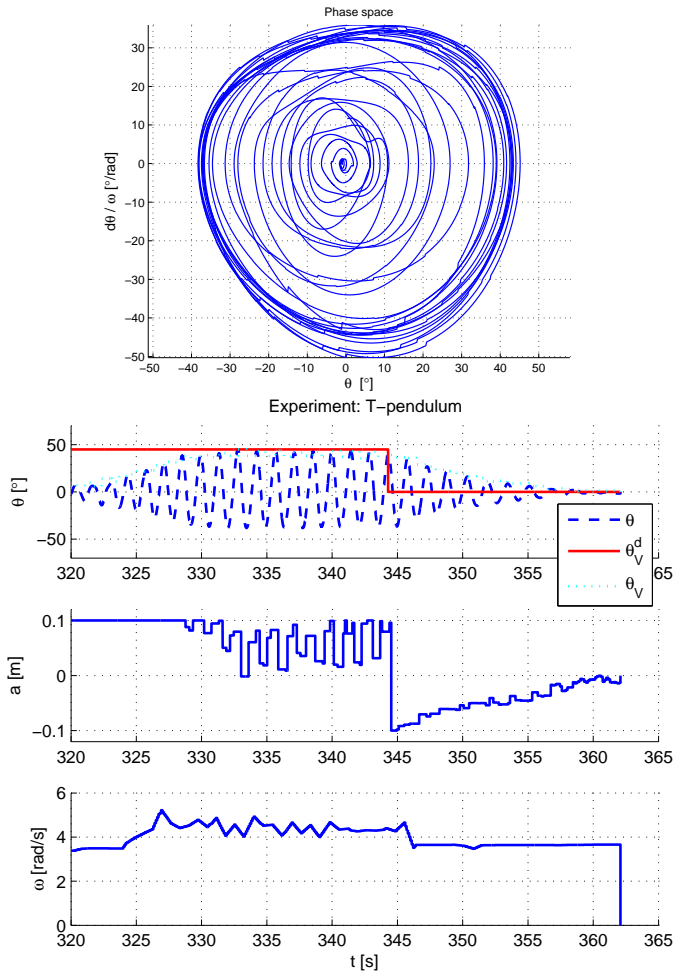 Phase space
30
20
10
0
−10
−20
−30
−40
−50
dθ / ω [°/rad]
−50 −40 −30 −20 −10 0 10 20 30 40 50
θ [°]
Experiment: T−pendulum
50
0
−50
θ [°]
320 325 330 335 340 345 350 355 360 365
θ
θ_V^d
θ_V
0.1
0
−0.1
a [m]
320 325 330 335 340 345 350 355 360 365
6
4
2
0
ω [rad/s]
320 325 330 335 340 345 350 355 360 365
t [s]